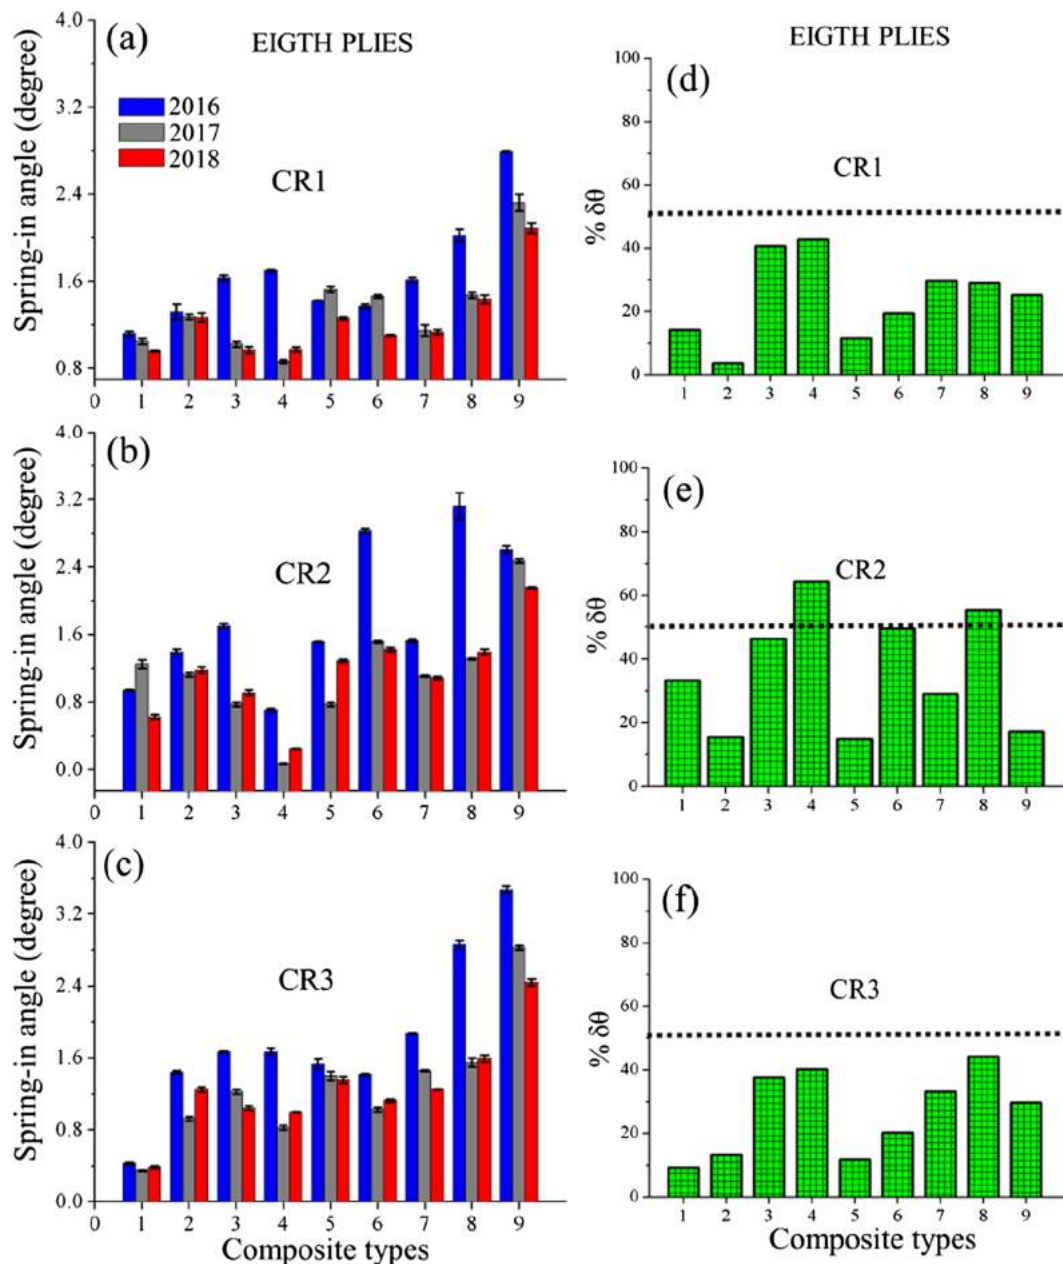 (a)
EIGTH PLIES
2016
2017
2018
CR1
Spring-in angle (degree)
4.0
3.2
2.4
1.6
0.8
0 1 2 3 4 5 6 7 8 9
EIGTH PLIES
(d)
CR1
% δθ
100
80
60
40
20
0
1 2 3 4 5 6 7 8 9
(b)
CR2
Spring-in angle (degree)
4.0
3.2
2.4
1.6
0.8
0.0
0 1 2 3 4 5 6 7 8 9
(e)
CR2
% δθ
100
80
60
40
20
0
1 2 3 4 5 6 7 8 9
(c)
CR3
Spring-in angle (degree)
4.0
3.2
2.4
1.6
0.8
0.0
0 1 2 3 4 5 6 7 8 9
Composite types
(f)
CR3
% δθ
100
80
60
40
20
0
1 2 3 4 5 6 7 8 9
Composite types